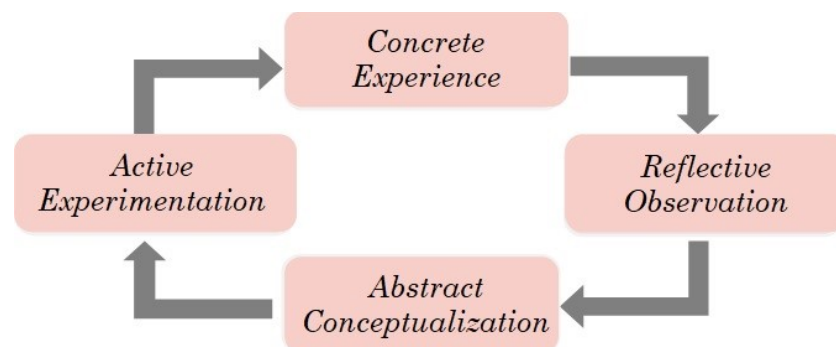 Concrete
Experience
Active
Experimentation
Reflective
Observation
Abstract
Conceptualization